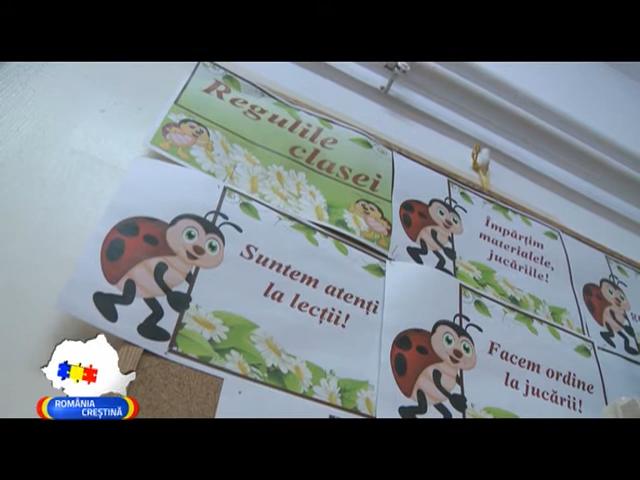 Regulile
clasei
Suntem atenți
la lecții!
Împărțim
materialele,
jucăriile!
Facem ordine
la jucării!
ROMÂNIA
CREȘTINĂ